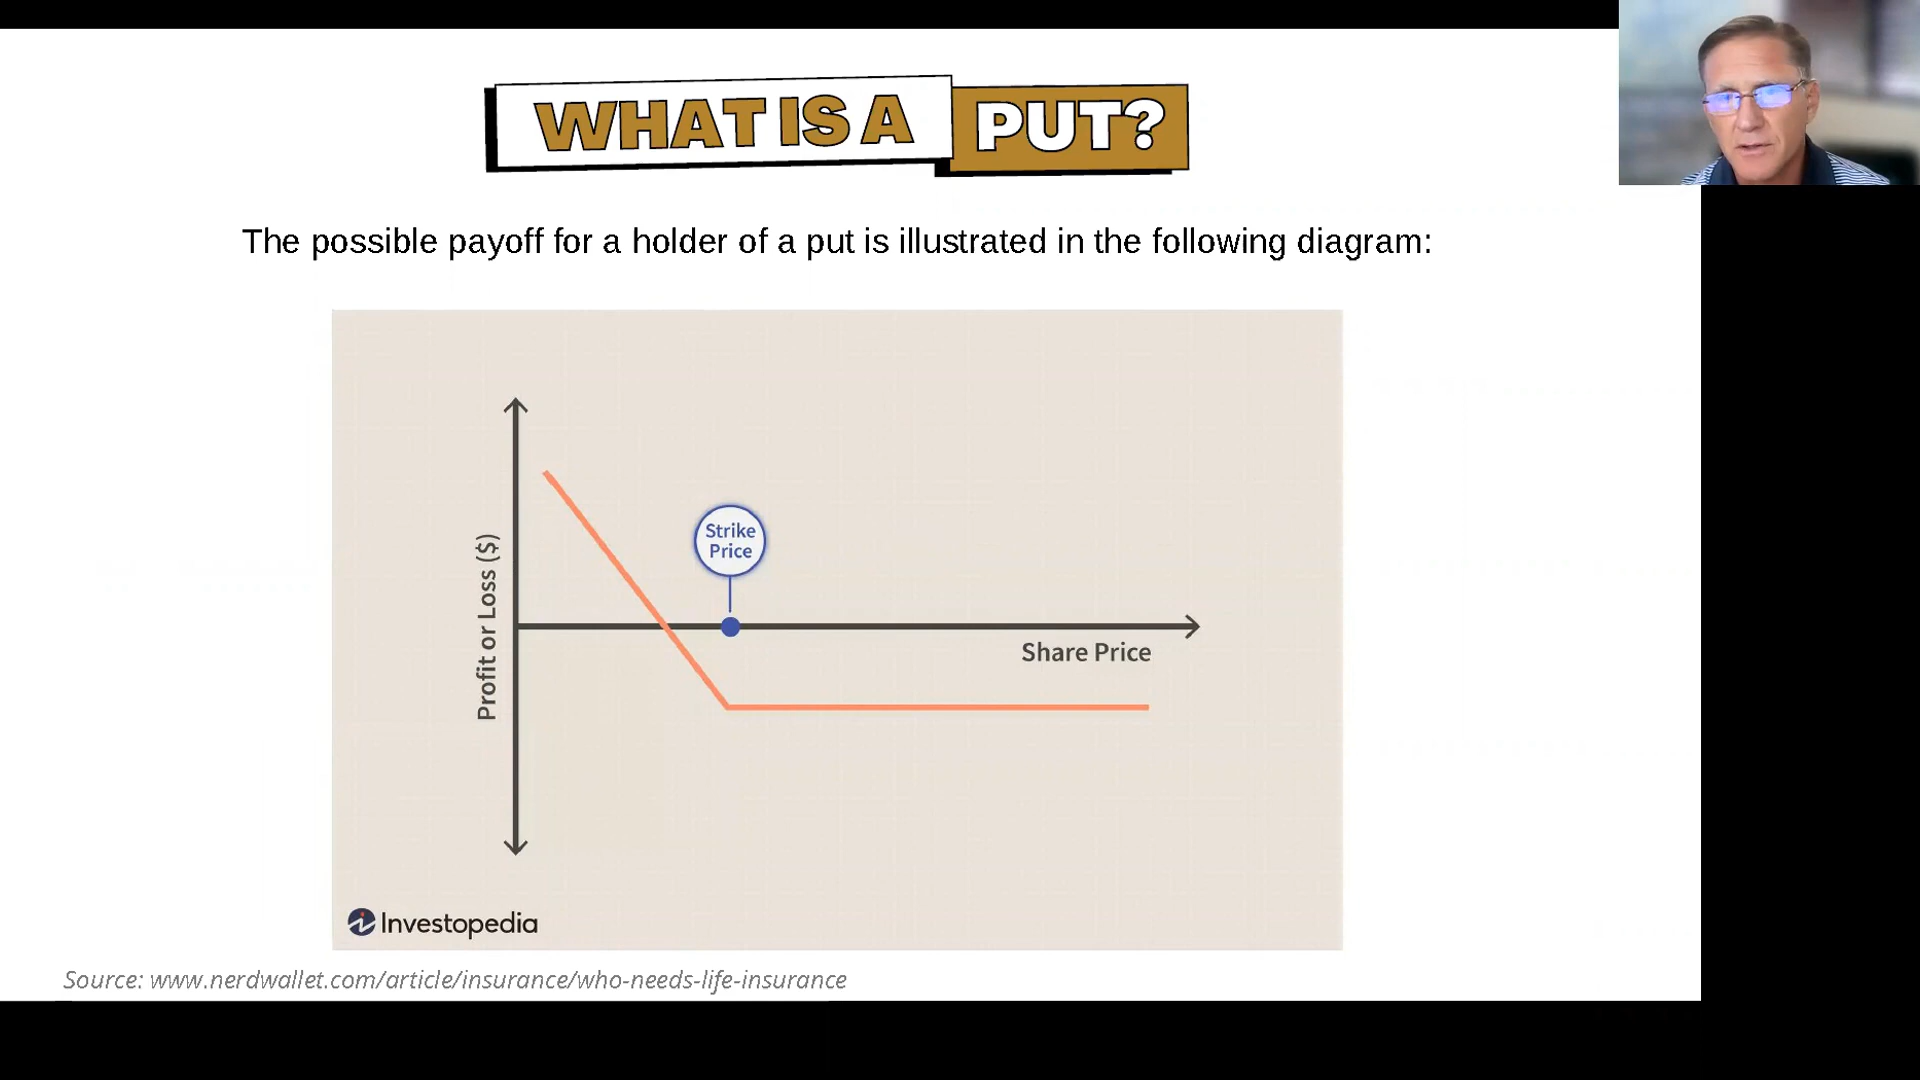 WHAT IS A PUT?
The possible payoff for a holder of a put is illustrated in the following diagram:
Strike
Price
Profit or Loss ($)
Share Price
Investopedia
Source: www.nerdwallet.com/article/insurance/who-needs-life-insurance